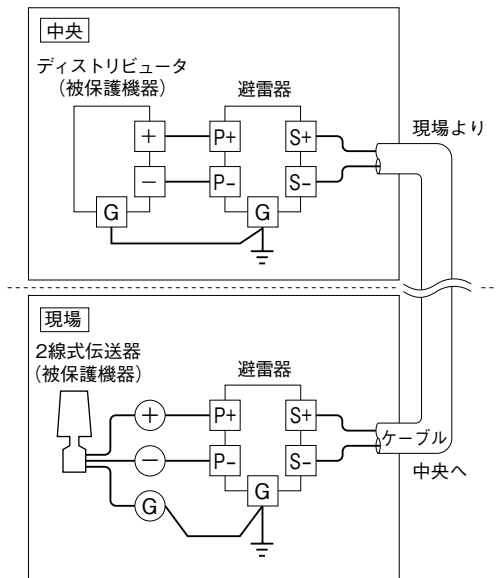 中央
ディストリビュータ
（被保護機器）
避雷器
+ P+ S+
− P− S−
G G
現場より
現場
2線式伝送器
（被保護機器）
避雷器
+ P+ S+
− P− S−
G G
ケーブル
中央へ